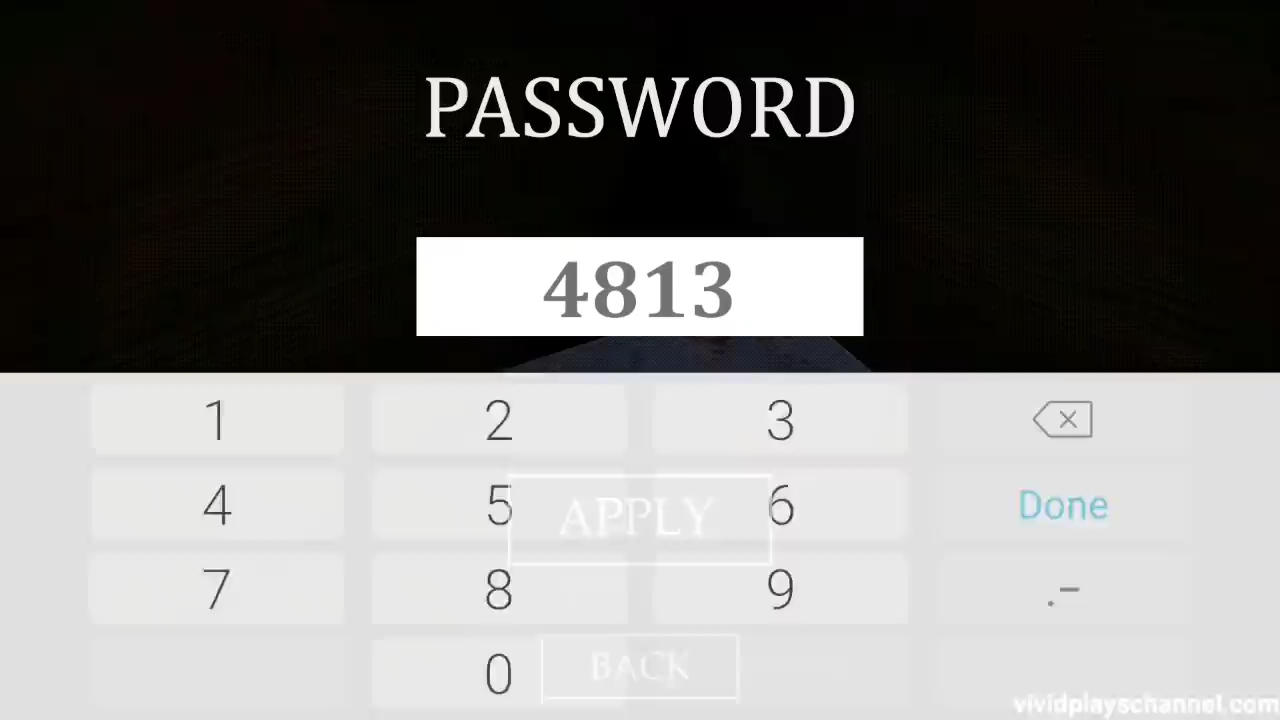 PASSWORD
4813
1 2 3
4 5 6 Done
APPLY
7 8 9 .-
0 BACK
vividplayschannel.com